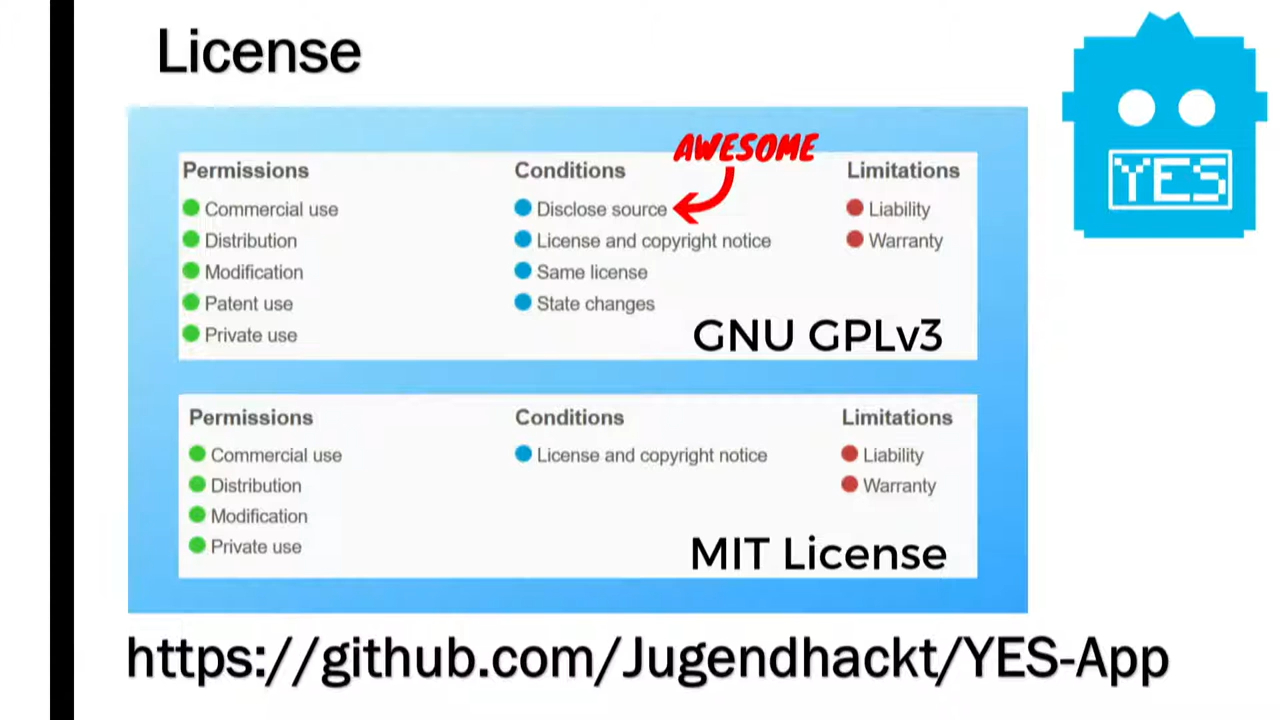 License
YES
AWESOME
Permissions
Commercial use
Distribution
Modification
Patent use
Private use
Conditions
Disclose source
License and copyright notice
Same license
State changes
Limitations
Liability
Warranty
GNU GPLv3
Permissions
Commercial use
Distribution
Modification
Private use
Conditions
License and copyright notice
Limitations
Liability
Warranty
MIT License
https://github.com/Jugendhackt/YES-App